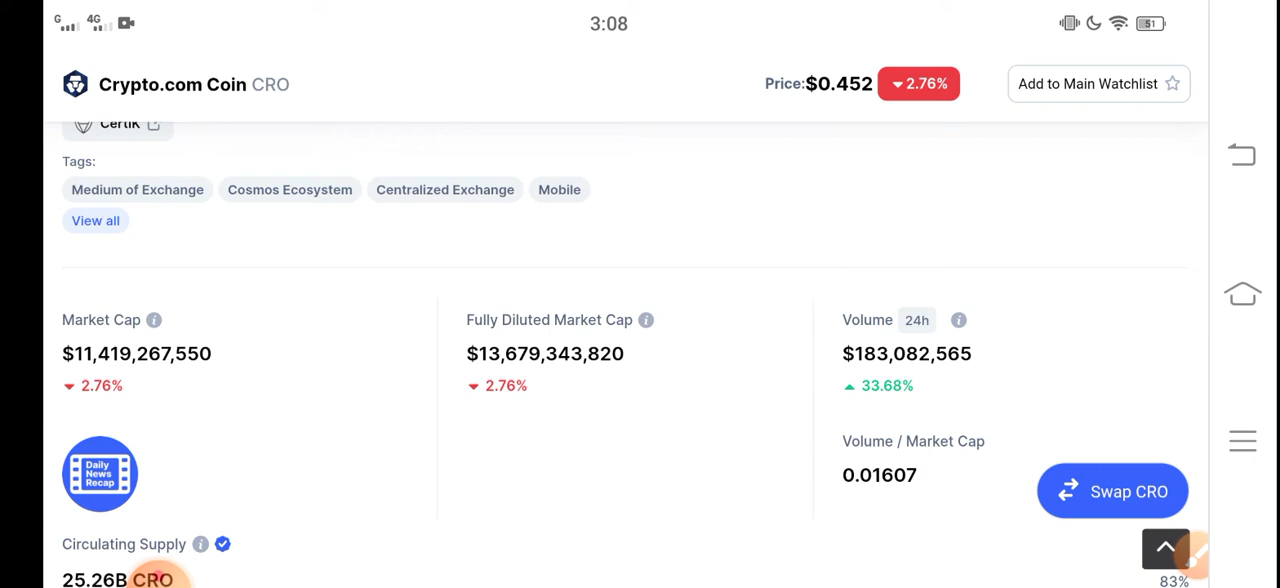 G 4G 3:08 51
Crypto.com Coin CRO Price:$0.452 2.76% Add to Main Watchlist
CertiK
Tags:
Medium of Exchange Cosmos Ecosystem Centralized Exchange Mobile
View all
Market Cap Fully Diluted Market Cap Volume 24h
$11,419,267,550 $13,679,343,820 $183,082,565
2.76% 2.76% 33.68%
Volume / Market Cap
Daily
News
Recap
0.01607
Swap CRO
Circulating Supply
25.26B CRO 83%